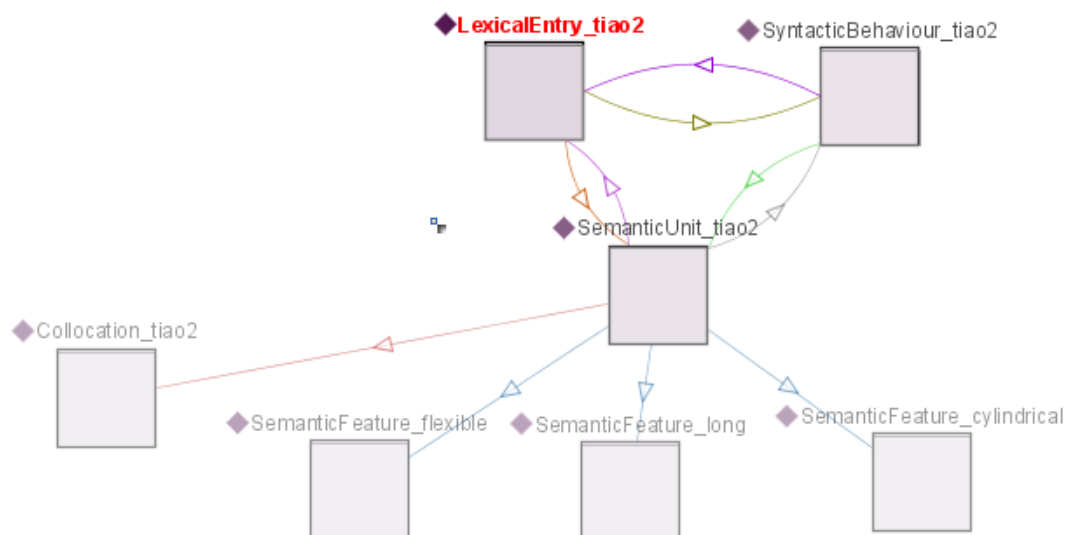 LexicalEntry_tiao2
SyntacticBehaviour_tiao2
SemanticUnit_tiao2
Collocation_tiao2
SemanticFeature_flexible
SemanticFeature_long
SemanticFeature_cylindrical